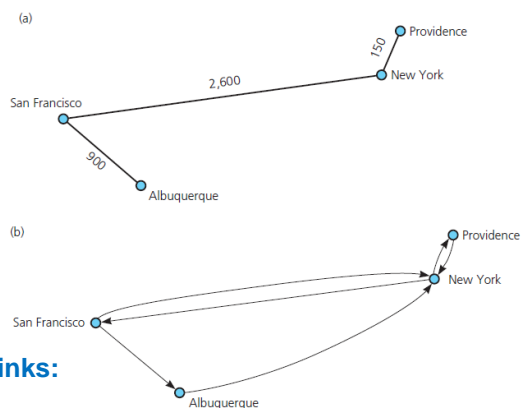 (a)
Providence
150
New York
2,600
San Francisco
900
Albuquerque
(b)
Providence
New York
San Francisco
inks:
Albuquerque